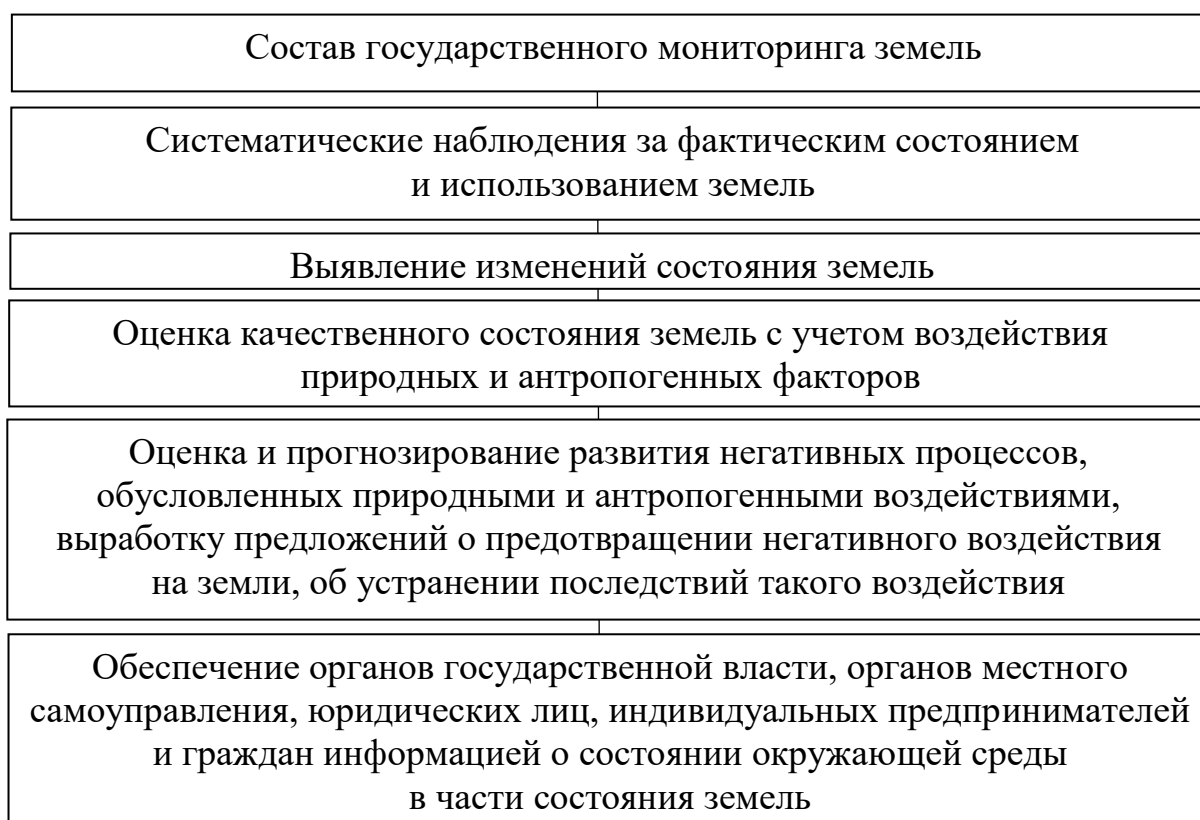 Состав государственного мониторинга земель
Систематические наблюдения за фактическим состоянием
и использованием земель
Выявление изменений состояния земель
Оценка качественного состояния земель с учетом воздействия
природных и антропогенных факторов
Оценка и прогнозирование развития негативных процессов,
обусловленных природными и антропогенными воздействиями,
выработку предложений о предотвращении негативного воздействия
на земли, об устранении последствий такого воздействия
Обеспечение органов государственной власти, органов местного
самоуправления, юридических лиц, индивидуальных предпринимателей
и граждан информацией о состоянии окружающей среды
в части состояния земель